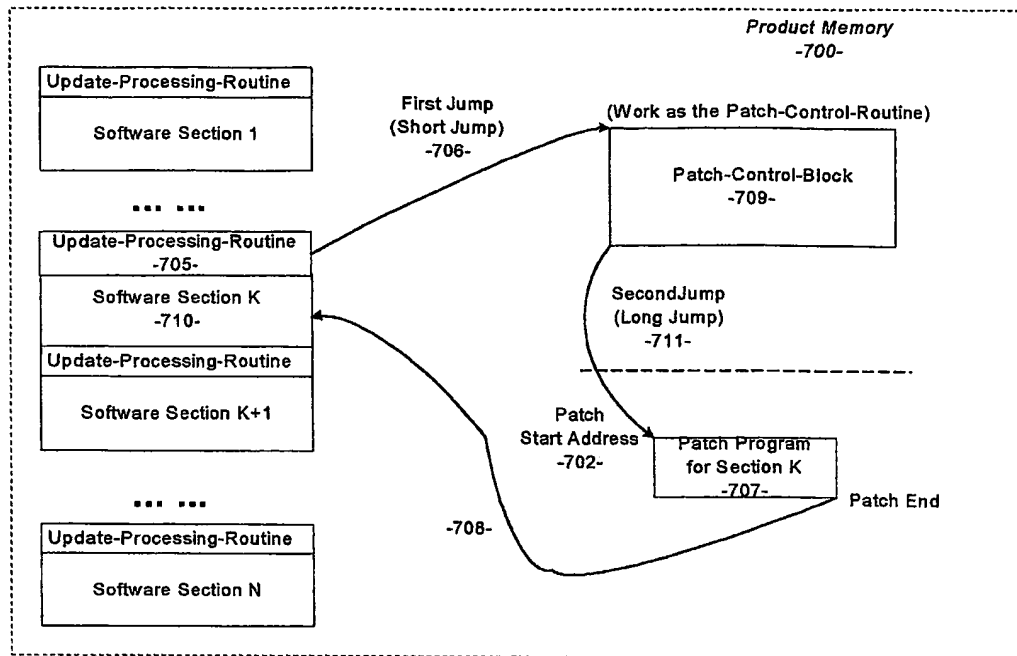 Product Memory
-700-
Update-Processing-Routine
Software Section 1
... ...
Update-Processing-Routine
-705-
Software Section K
-710-
Update-Processing-Routine
Software Section K+1
... ...
Update-Processing-Routine
Software Section N
First Jump
(Short Jump)
-706-
(Work as the Patch-Control-Routine)
Patch-Control-Block
-709-
SecondJump
(Long Jump)
-711-
Patch
Start Address
-702-
Patch Program
for Section K
-707-
Patch End
-708-